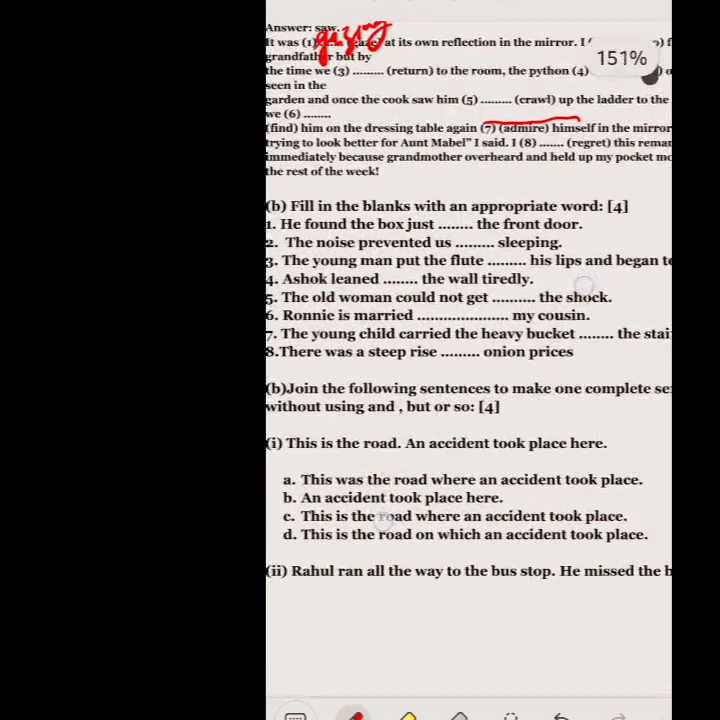 Answer: saw.
It was (1) gazing (gaze) at its own reflection in the mirror. I
grandfather but by
the time we (3) ......... (return) to the room, the python (4)
seen in the
garden and once the cook saw him (5) ......... (crawl) up the ladder to the
we (6) ........
(find) him on the dressing table again (7) (admire) himself in the mirror
trying to look better for Aunt Mabel” I said. I (8) ....... (regret) this
immediately because grandmother overheard and held up my pocket
the rest of the week!
(b) Fill in the blanks with an appropriate word: [4]
1. He found the box just ........ the front door.
2. The noise prevented us ......... sleeping.
3. The young man put the flute ......... his lips and began
4. Ashok leaned ........ the wall tiredly.
5. The old woman could not get .......... the shock.
6. Ronnie is married ..................... my cousin.
7. The young child carried the heavy bucket ........ the
8.There was a steep rise ......... onion prices
(b)Join the following sentences to make one complete
without using and , but or so: [4]
(i) This is the road. An accident took place here.
a. This was the road where an accident took place.
b. An accident took place here.
c. This is the road where an accident took place.
d. This is the road on which an accident took place.
(ii) Rahul ran all the way to the bus stop. He missed the
151%